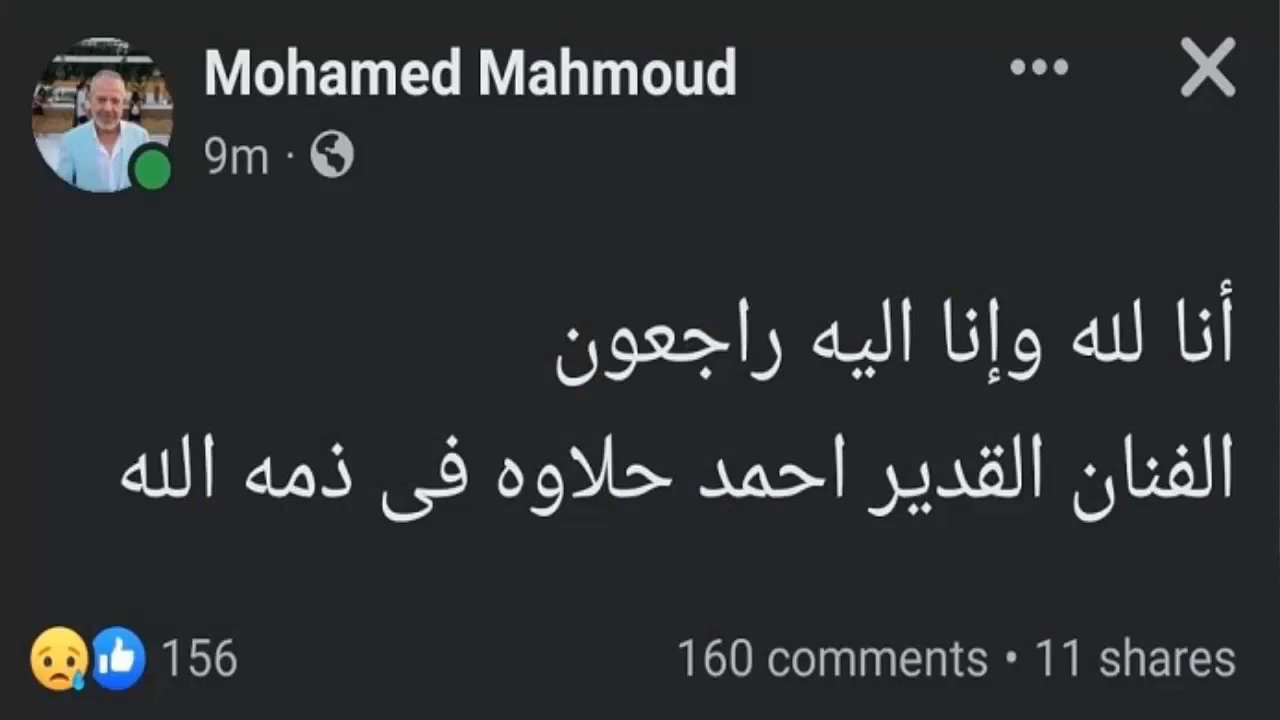 Mohamed Mahmoud
9m ·
أنا لله وإنا اليه راجعون
الفنان القدير احمد حلاوه فى ذمه الله
156
160 comments • 11 shares